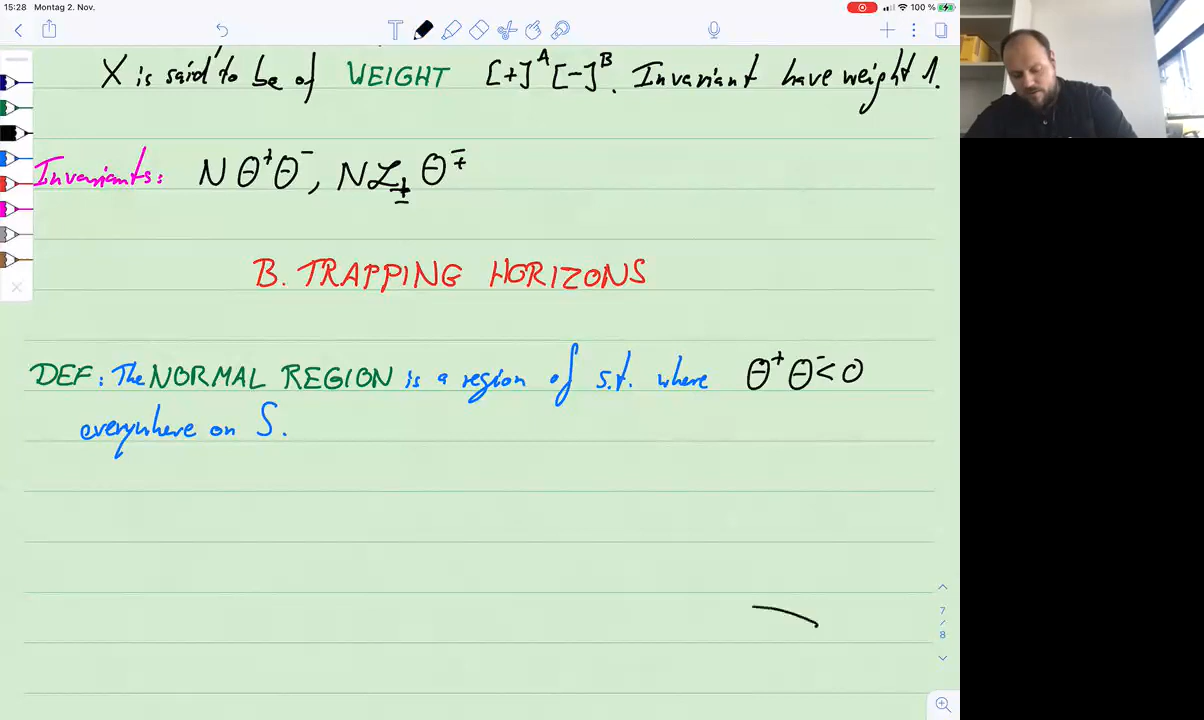 15:28 Montag 2. Nov. 100 %
X is said to be of WEIGHT [+]^A [-]^B. Invariant have weight 1.
Invariants: N Θ⁺Θ⁻, N 𝓛_± Θ^∓
B. TRAPPING HORIZONS
DEF: The NORMAL REGION is a region of s.t. where Θ⁺Θ⁻<0
everywhere on S.
7
/
8